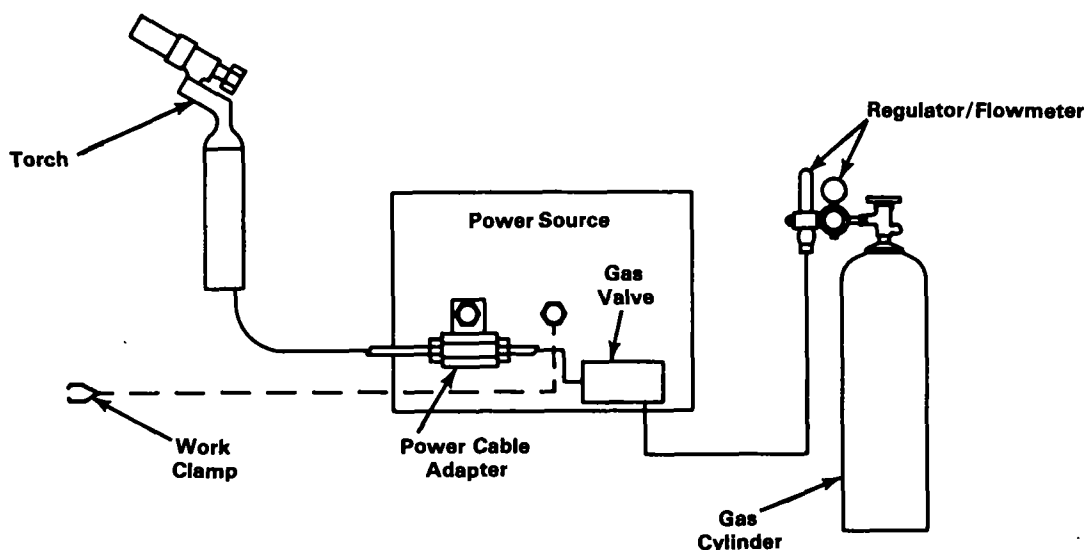 Regulator/Flowmeter
Torch
Power Source
Gas
Valve
Work
Clamp
Power Cable
Adapter
Gas
Cylinder